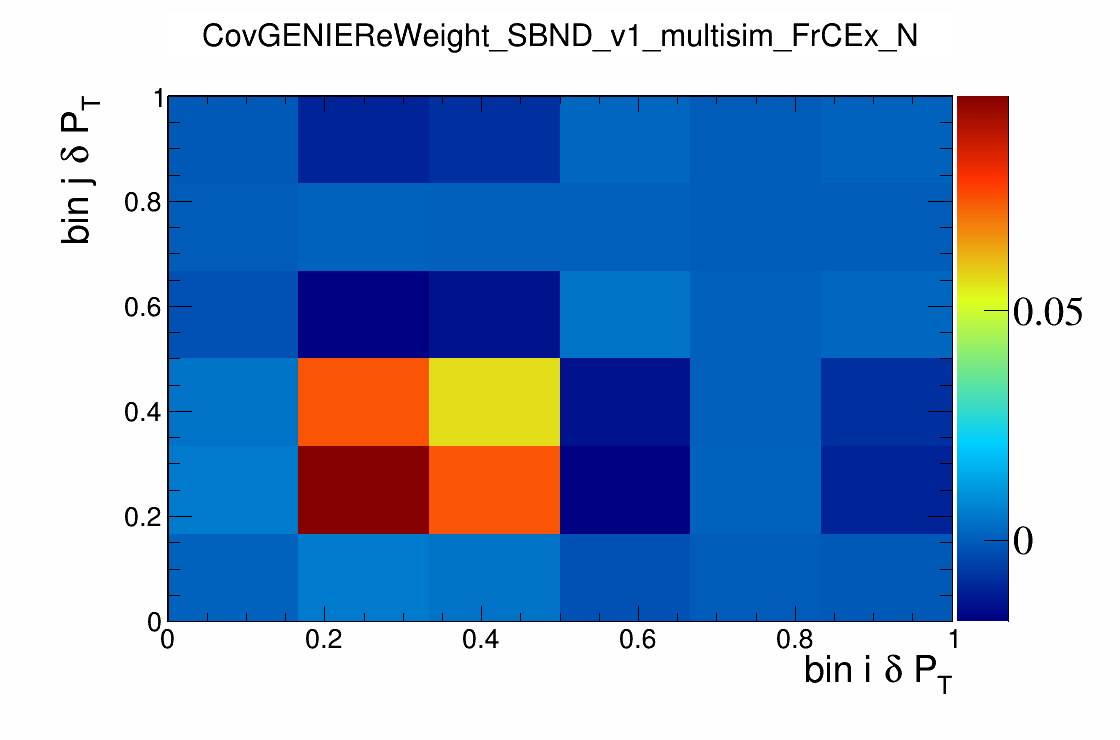 CovGENIEReWeight_SBND_v1_multisim_FrCEx_N
bin j δ P_T
1
0.8
0.6
0.4
0.2
0
0 0.2 0.4 0.6 0.8 1
bin i δ P_T
0.05
0